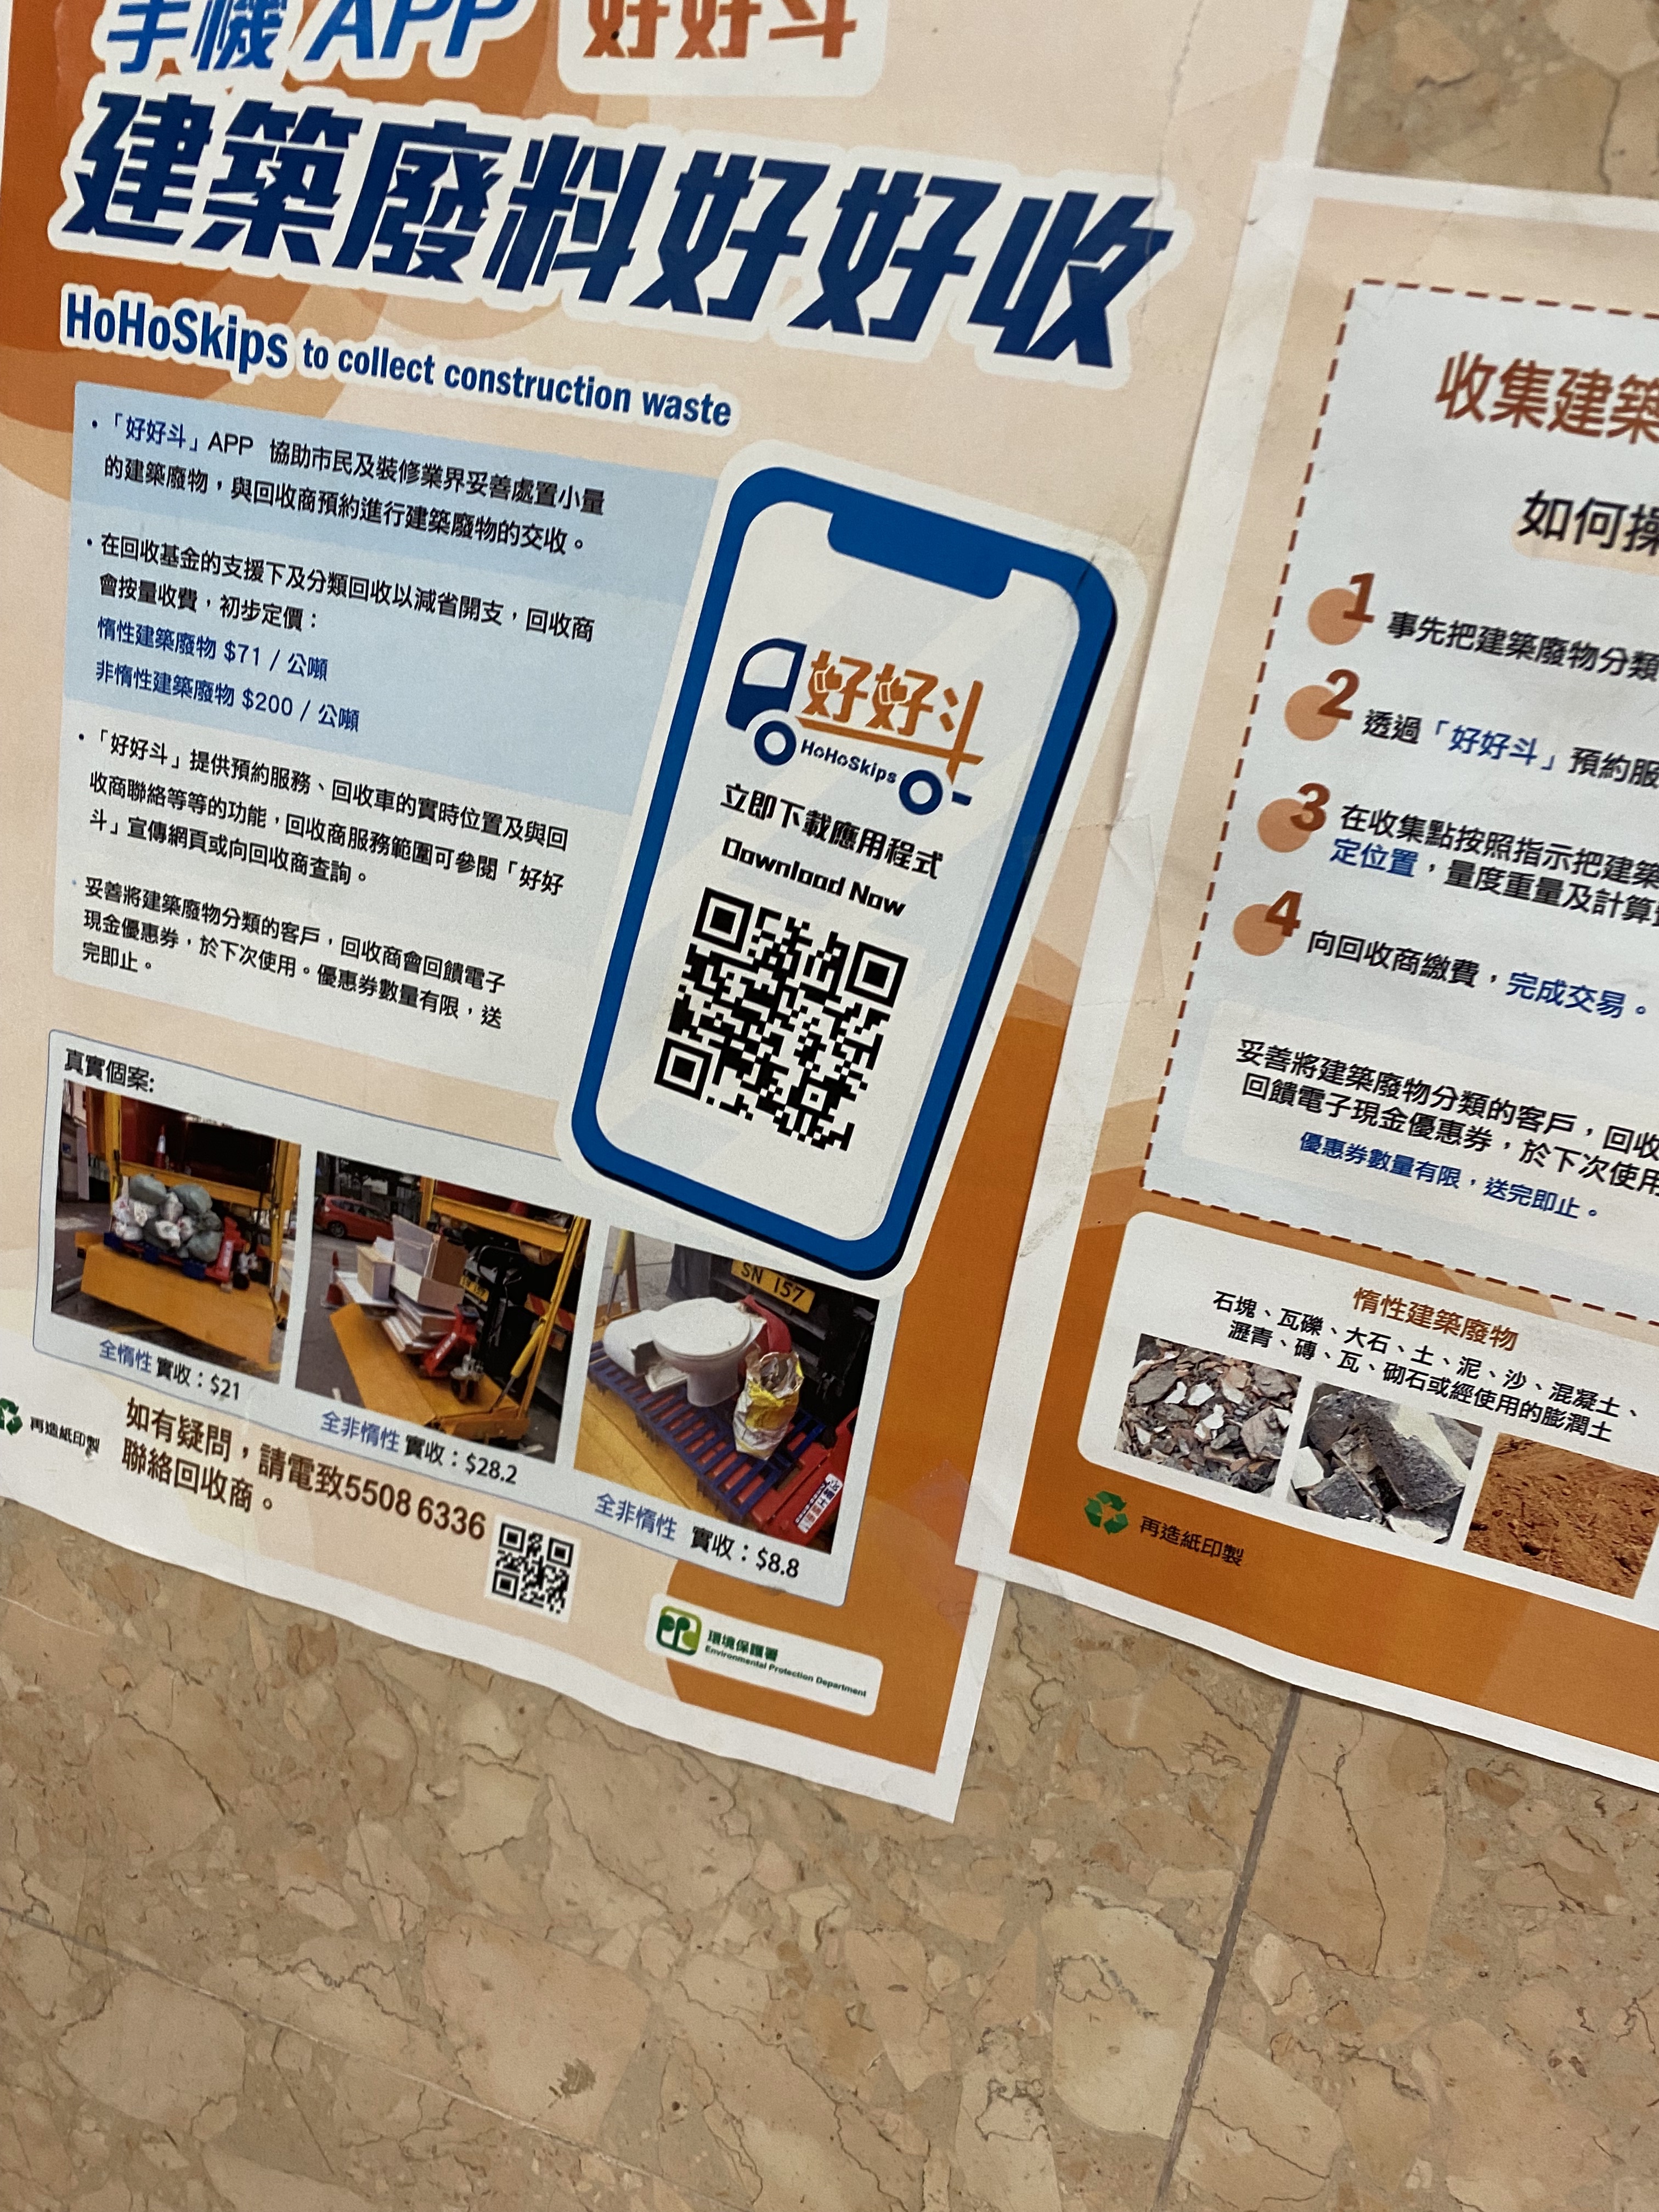 手機 APP 好好斗
建築廢料好好收
HoHoSkips to collect construction waste
•「好好斗」APP 協助市民及裝修業界妥善處置小量
的建築廢物，與回收商預約進行建築廢物的交收。
• 在回收基金的支援下及分類回收以減省開支，回收商
會按量收費，初步定價：
惰性建築廢物 $71 / 公噸
非惰性建築廢物 $200 / 公噸
•「好好斗」提供預約服務、回收車的實時位置及與回
收商聯絡等等的功能，回收商服務範圍可參閱「好好
斗」宣傳網頁或向回收商查詢。
• 妥善將建築廢物分類的客戶，回收商會回饋電子
現金優惠券，於下次使用。優惠券數量有限，送
完即止。
好好斗
HoHoSkips
立即下載應用程式
Download Now
真實個案:
SN 157
全惰性 實收：$21
全非惰性 實收：$28.2
全非惰性 實收：$8.8
再造紙印製
如有疑問，請電致5508 6336
聯絡回收商。
環境保護署
Environmental Protection Department
收集建築
如何操
1 事先把建築廢物分類
2 透過「好好斗」預約服
3 在收集點按照指示把建築
定位置，量度重量及計算
4 向回收商繳費，完成交易。
妥善將建築廢物分類的客戶，回收
回饋電子現金優惠券，於下次使用
優惠券數量有限，送完即止。
惰性建築廢物
石塊、瓦礫、大石、土、泥、沙、混凝土、
瀝青、磚、瓦、砌石或經使用的膨潤土
再造紙印製